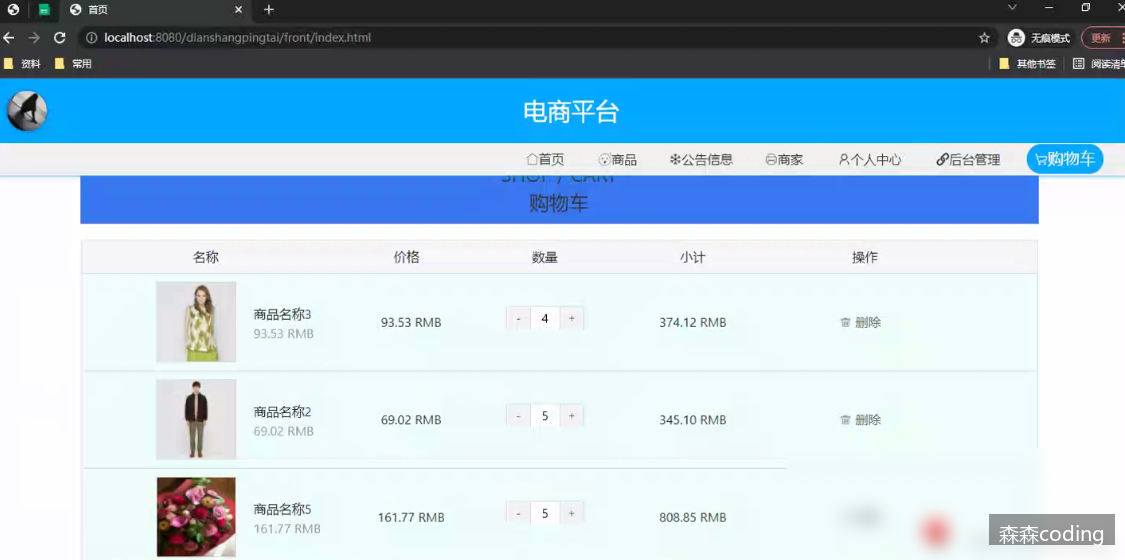 首页
localhost:8080/dianshangpingtai/front/index.html
无痕模式
更新
资料
常用
其他书签
阅读清单
电商平台
首页
商品
公告信息
商家
个人中心
后台管理
购物车
SHOP / CART
购物车
名称 价格 数量 小计 操作
商品名称3
93.53 RMB
93.53 RMB - 4 + 374.12 RMB 删除
商品名称2
69.02 RMB
69.02 RMB - 5 + 345.10 RMB 删除
商品名称5
161.77 RMB
161.77 RMB - 5 + 808.85 RMB
森森coding